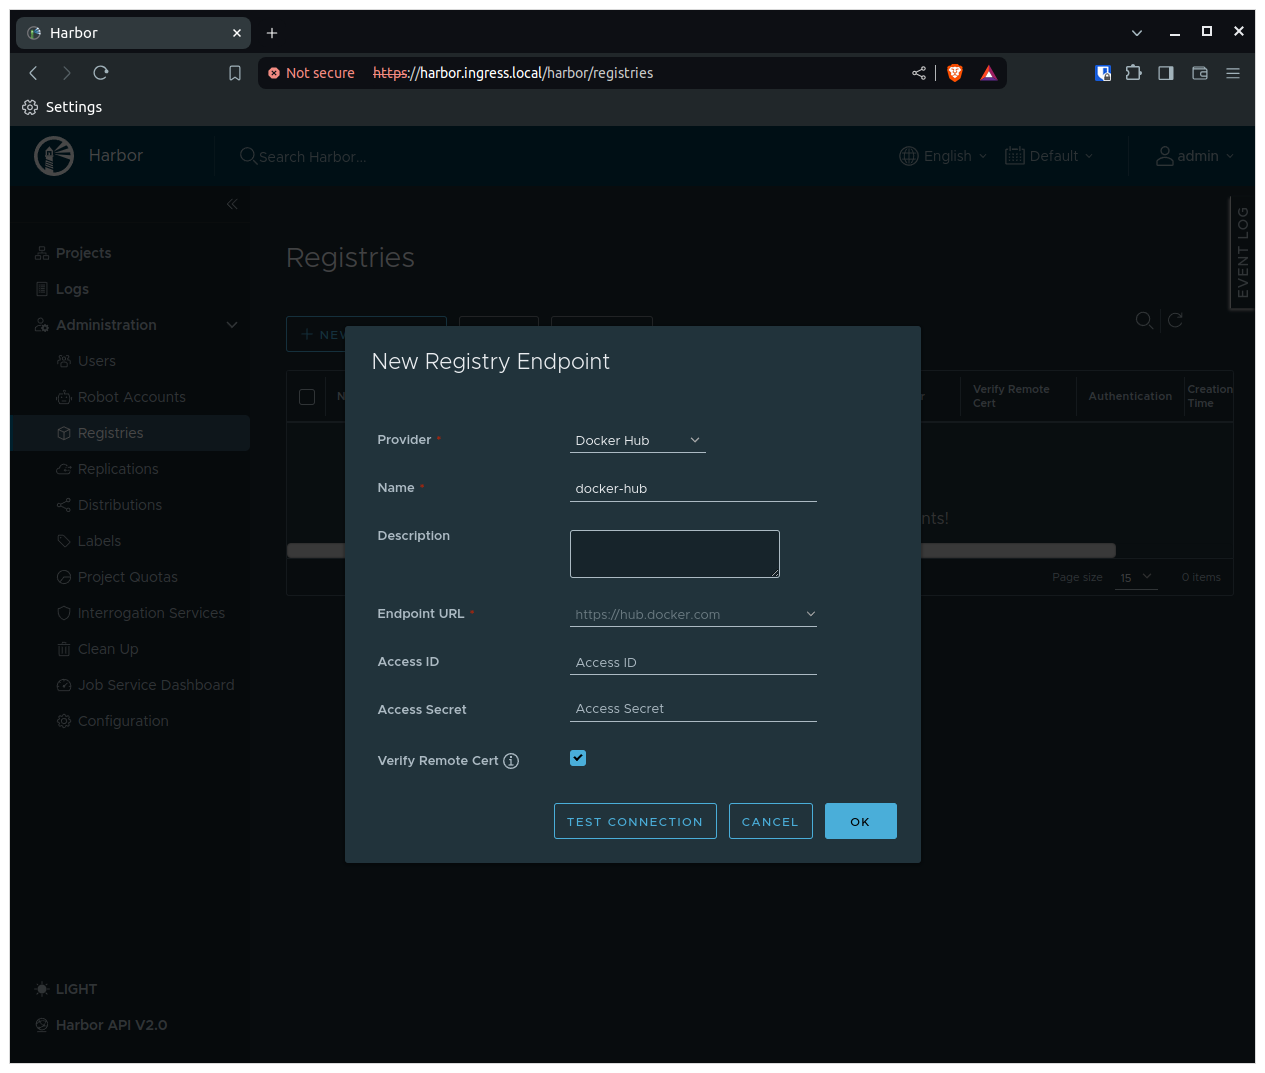 Harbor
Not secure https://harbor.ingress.local/harbor/registries
Settings
Harbor
Search Harbor...
English
Default
admin
EVENT LOG
Projects
Logs
Administration
Users
Robot Accounts
Registries
Replications
Distributions
Labels
Project Quotas
Interrogation Services
Clean Up
Job Service Dashboard
Configuration
LIGHT
Harbor API V2.0
Registries
Verify Remote Cert
Authentication
Creation Time
Page size 15 0 items
New Registry Endpoint
Provider * Docker Hub
Name * docker-hub
Description
Endpoint URL * https://hub.docker.com
Access ID Access ID
Access Secret Access Secret
Verify Remote Cert
TEST CONNECTION CANCEL OK